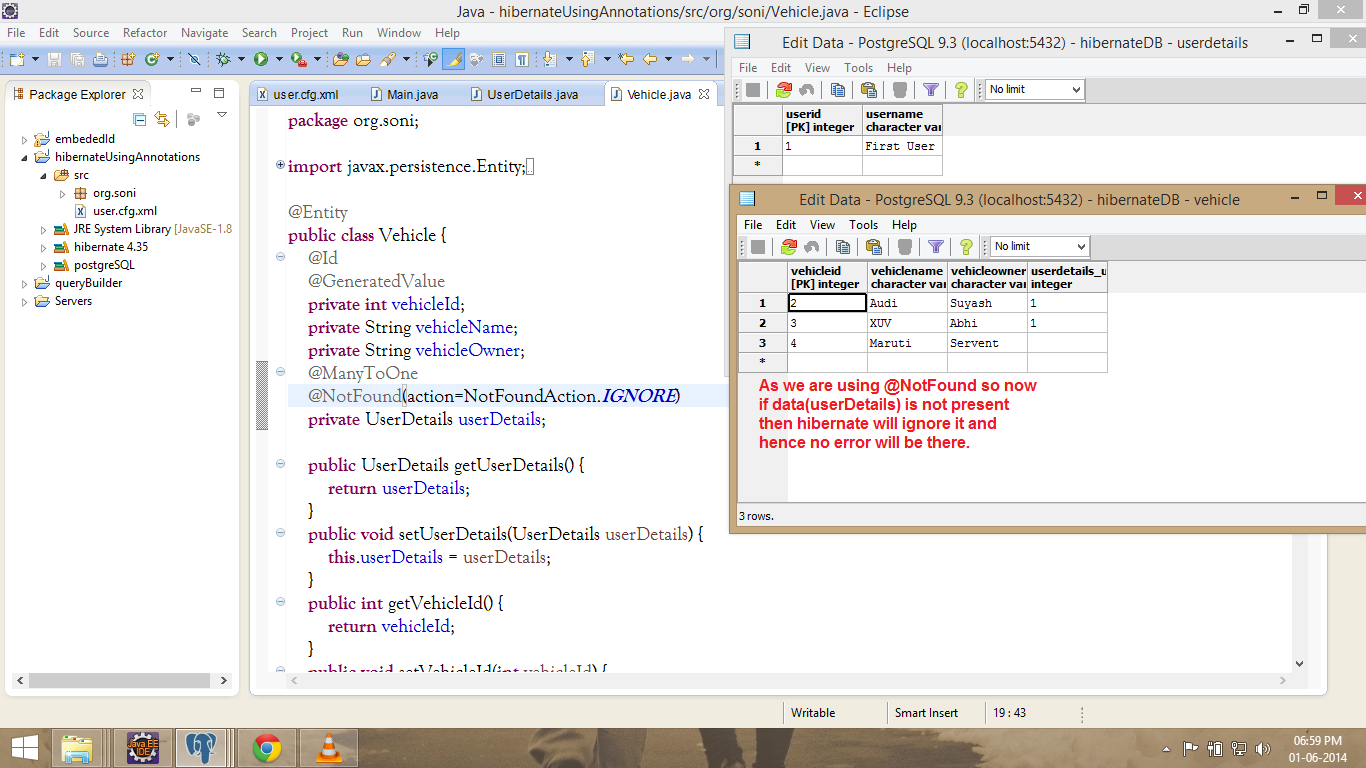 Java - hibernateUsingAnnotations/src/org/soni/Vehicle.java - Eclipse
File Edit Source Refactor Navigate Search Project Run Window Help
Package Explorer
embededId
hibernateUsingAnnotations
src
org.soni
user.cfg.xml
JRE System Library [JavaSE-1.8
hibernate 4.35
postgreSQL
queryBuilder
Servers
user.cfg.xml Main.java UserDetails.java Vehicle.java
package org.soni;
import javax.persistence.Entity;
@Entity
public class Vehicle {
@Id
@GeneratedValue
private int vehicleId;
private String vehicleName;
private String vehicleOwner;
@ManyToOne
@NotFound(action=NotFoundAction.IGNORE)
private UserDetails userDetails;
public UserDetails getUserDetails() {
return userDetails;
}
public void setUserDetails(UserDetails userDetails) {
this.userDetails = userDetails;
}
public int getVehicleId() {
return vehicleId;
}
public void setVehicleId(int vehicleId) {
Edit Data - PostgreSQL 9.3 (localhost:5432) - hibernateDB - userdetails
File Edit View Tools Help
No limit
userid username
[PK] integer character var
1 1 First User
*
Edit Data - PostgreSQL 9.3 (localhost:5432) - hibernateDB - vehicle
File Edit View Tools Help
No limit
vehicleid vehiclename vehicleowner userdetails_u
[PK] integer character var character var integer
1 2 Audi Suyash 1
2 3 XUV Abhi 1
3 4 Maruti Servent
*
As we are using @NotFound so now
if data(userDetails) is not present
then hibernate will ignore it and
hence no error will be there.
3 rows.
Writable Smart Insert 19 : 43
Java EE
IDE
06:59 PM
01-06-2014